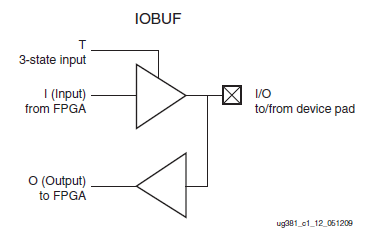 IOBUF
T
3-state input
I (Input)
from FPGA
I/O
to/from device pad
O (Output)
to FPGA
ug381_c1_12_051209